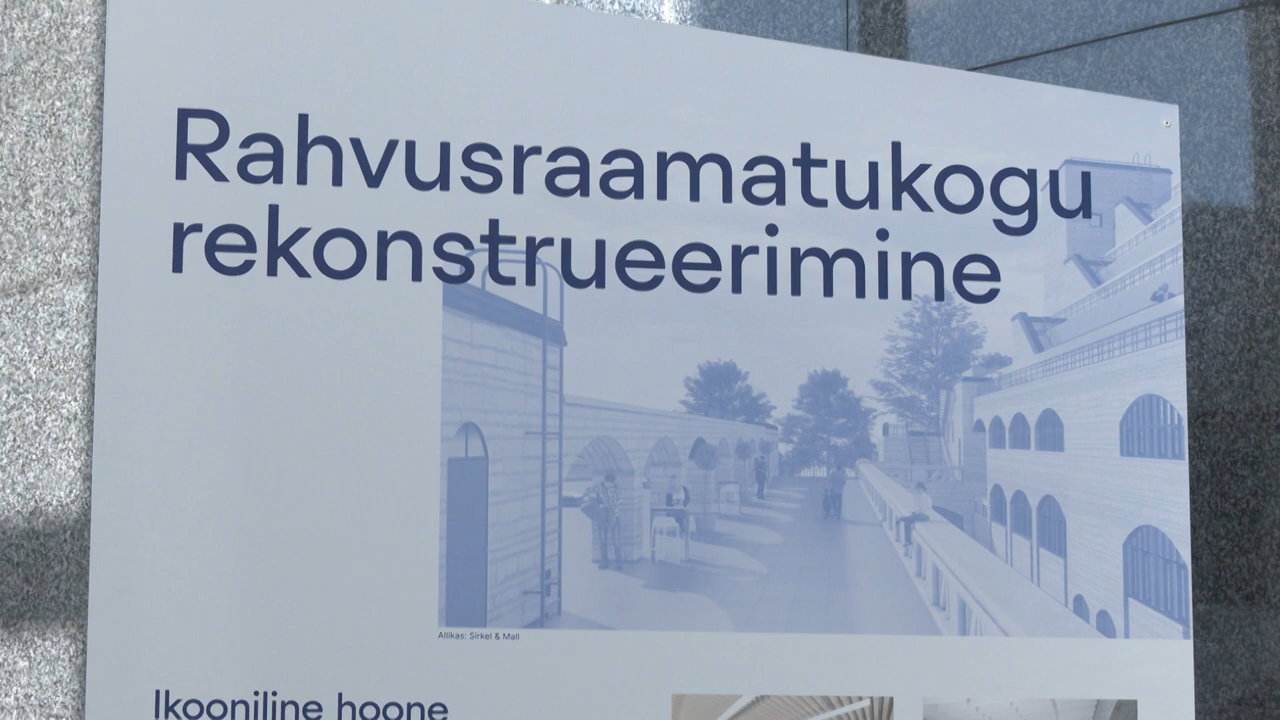 Rahvusraamatukogu
rekonstrueerimine
Allikas: Sirkel & Mall
Ikooniline hoone